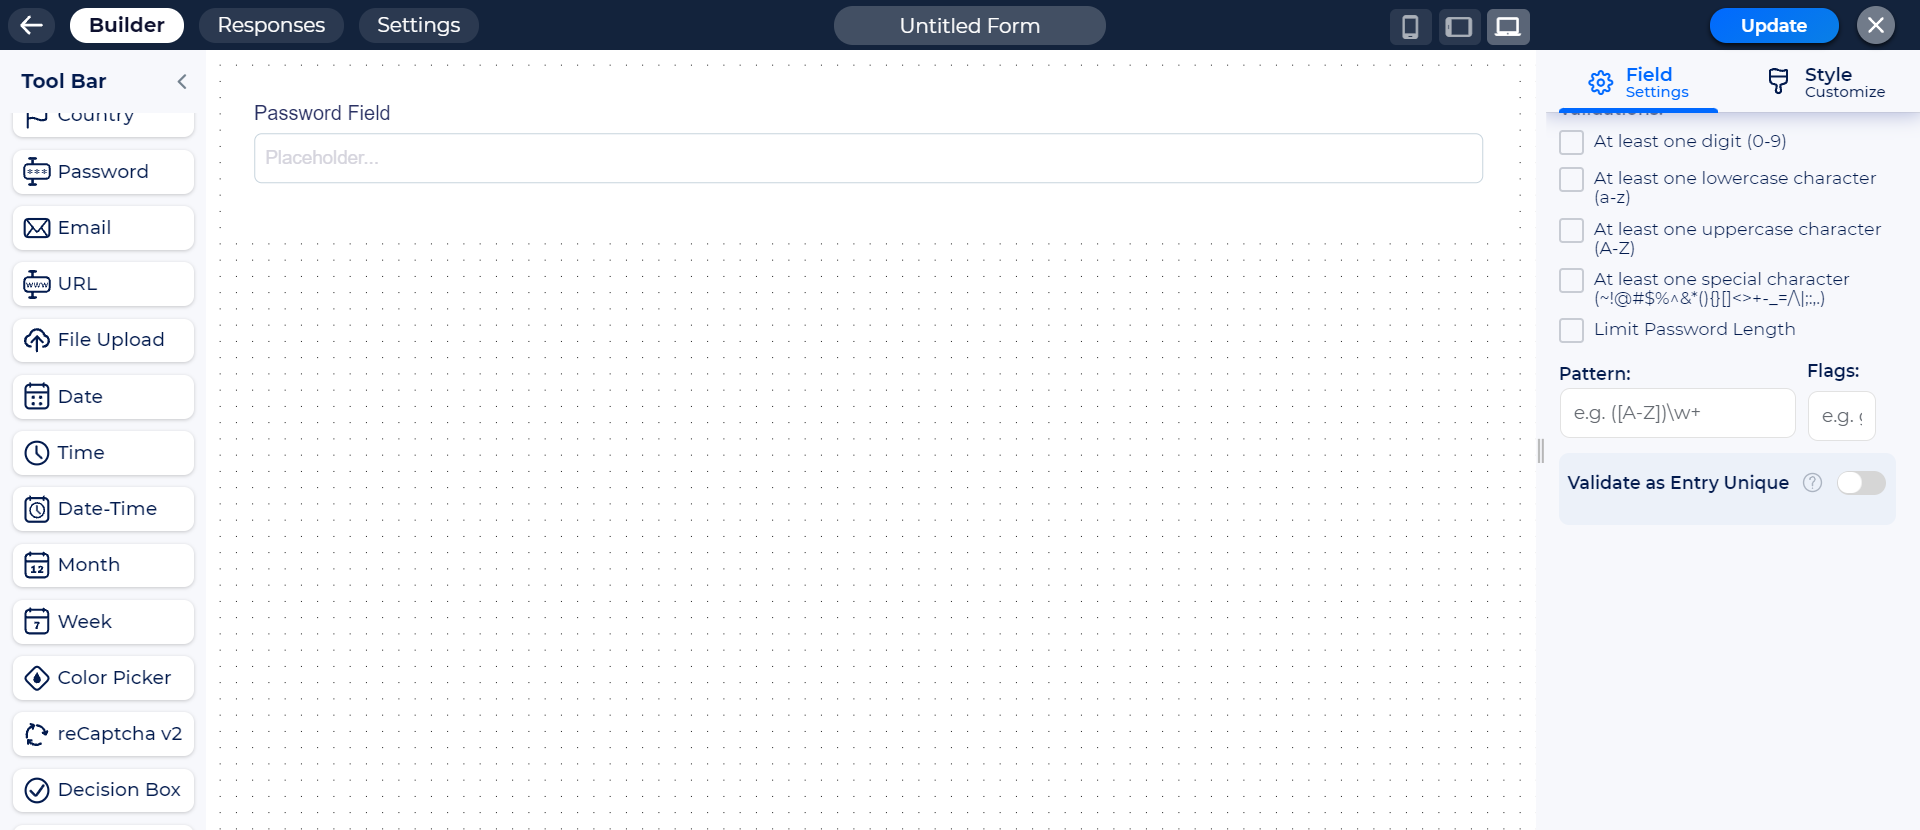 Builder
Responses
Settings
Untitled Form
Update
Tool Bar
Country
Password
Email
URL
File Upload
Date
Time
Date-Time
Month
12
Week
7
Color Picker
reCaptcha v2
Decision Box
Password Field
Placeholder...
Field
Settings
Style
Customize
At least one digit (0-9)
At least one lowercase character
(a-z)
At least one uppercase character
(A-Z)
At least one special character
(~!@#$%^&*(){}[]<>+-_=/\|;:,.)
Limit Password Length
Pattern:
Flags:
e.g. ([A-Z])\w+
e.g.
Validate as Entry Unique
?